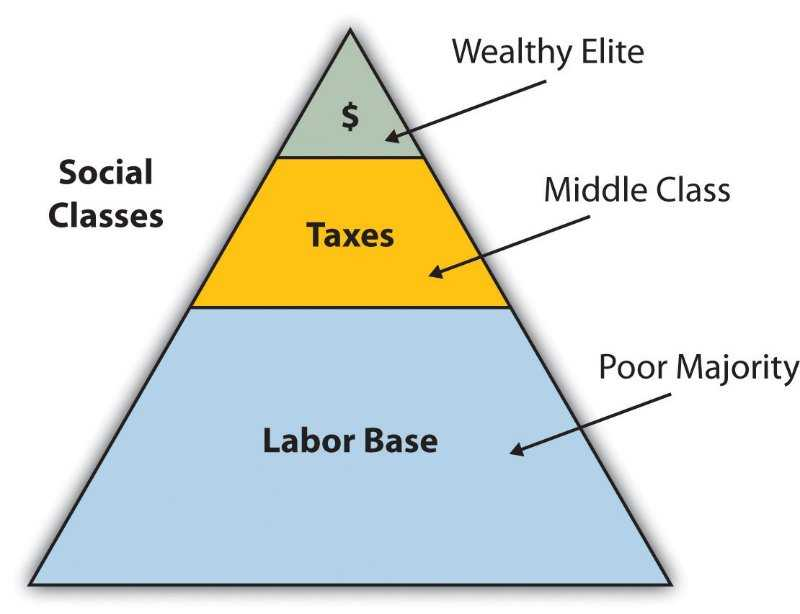 Wealthy Elite
$
Social
Classes
Middle Class
Taxes
Poor Majority
Labor Base